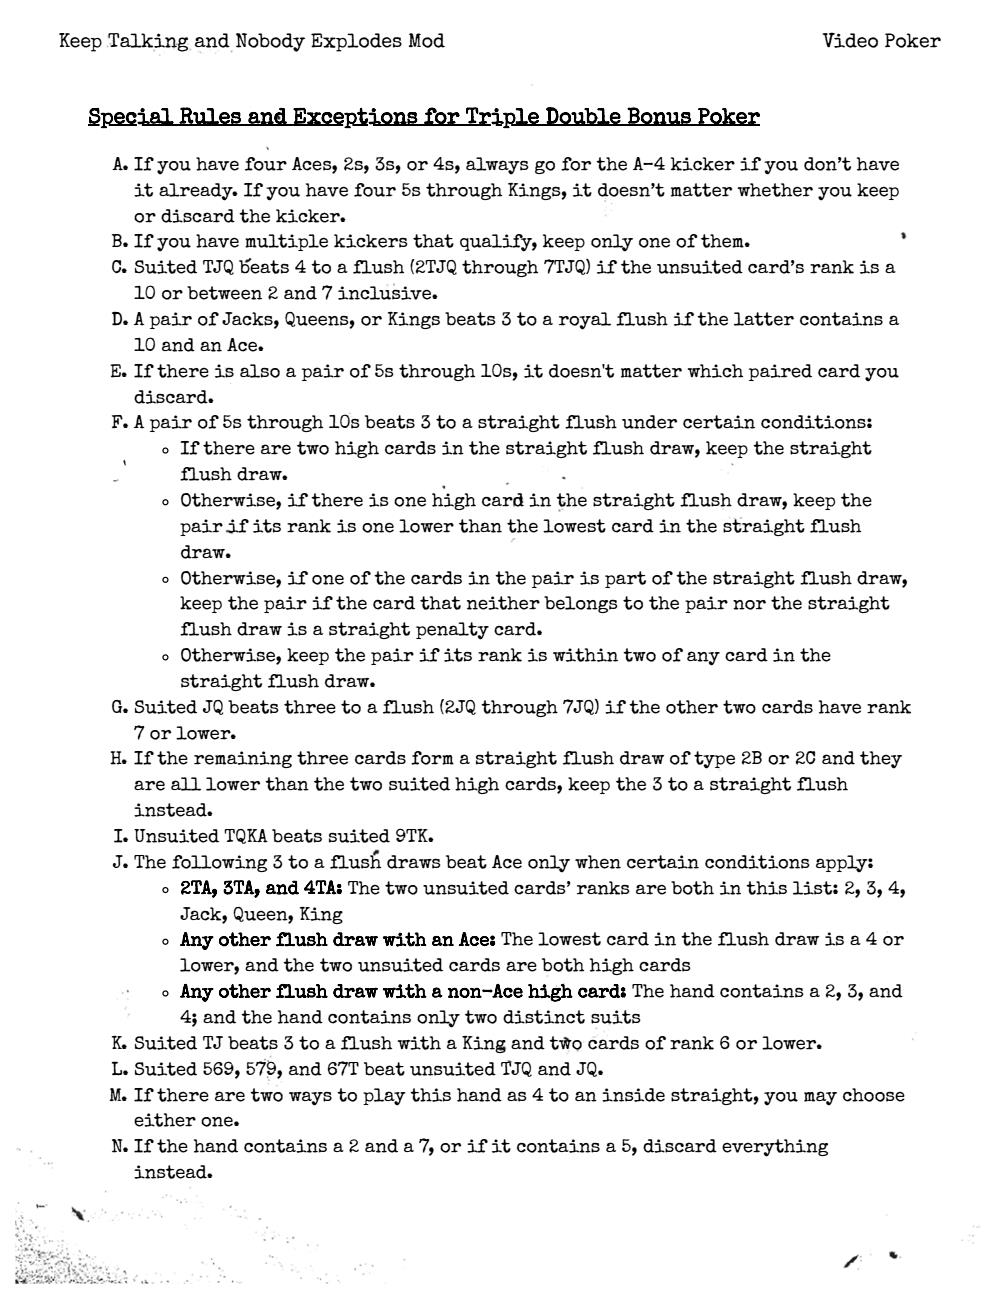 Keep Talking and Nobody Explodes Mod
Video Poker
Special Rules and Exceptions for Triple Double Bonus Poker
A. If you have four Aces, 2s, 3s, or 4s, always go for the A-4 kicker if you don't have
it already. If you have four 5s through Kings, it doesn't matter whether you keep
or discard the kicker.
B. If you have multiple kickers that qualify, keep only one of them.
C. Suited TJQ beats 4 to a flush (2TJQ through 7TJQ) if the unsuited card's rank is a
10 or between 2 and 7 inclusive.
D. A pair of Jacks, Queens, or Kings beats 3 to a royal flush if the latter contains a
10 and an Ace.
E. If there is also a pair of 5s through 10s, it doesn't matter which paired card you
discard.
F. A pair of 5s through 10s beats 3 to a straight flush under certain conditions:
◦ If there are two high cards in the straight flush draw, keep the straight
flush draw.
◦ Otherwise, if there is one high card in the straight flush draw, keep the
pair if its rank is one lower than the lowest card in the straight flush
draw.
◦ Otherwise, if one of the cards in the pair is part of the straight flush draw,
keep the pair if the card that neither belongs to the pair nor the straight
flush draw is a straight penalty card.
◦ Otherwise, keep the pair if its rank is within two of any card in the
straight flush draw.
G. Suited JQ beats three to a flush (2JQ through 7JQ) if the other two cards have rank
7 or lower.
H. If the remaining three cards form a straight flush draw of type 2B or 2C and they
are all lower than the two suited high cards, keep the 3 to a straight flush
instead.
I. Unsuited TQKA beats suited 9TK.
J. The following 3 to a flush draws beat Ace only when certain conditions apply:
◦ 2TA, 3TA, and 4TA: The two unsuited cards' ranks are both in this list: 2, 3, 4,
Jack, Queen, King
◦ Any other flush draw with an Ace: The lowest card in the flush draw is a 4 or
lower, and the two unsuited cards are both high cards
◦ Any other flush draw with a non-Ace high card: The hand contains a 2, 3, and
4; and the hand contains only two distinct suits
K. Suited TJ beats 3 to a flush with a King and two cards of rank 6 or lower.
L. Suited 569, 579, and 67T beat unsuited TJQ and JQ.
M. If there are two ways to play this hand as 4 to an inside straight, you may choose
either one.
N. If the hand contains a 2 and a 7, or if it contains a 5, discard everything
instead.